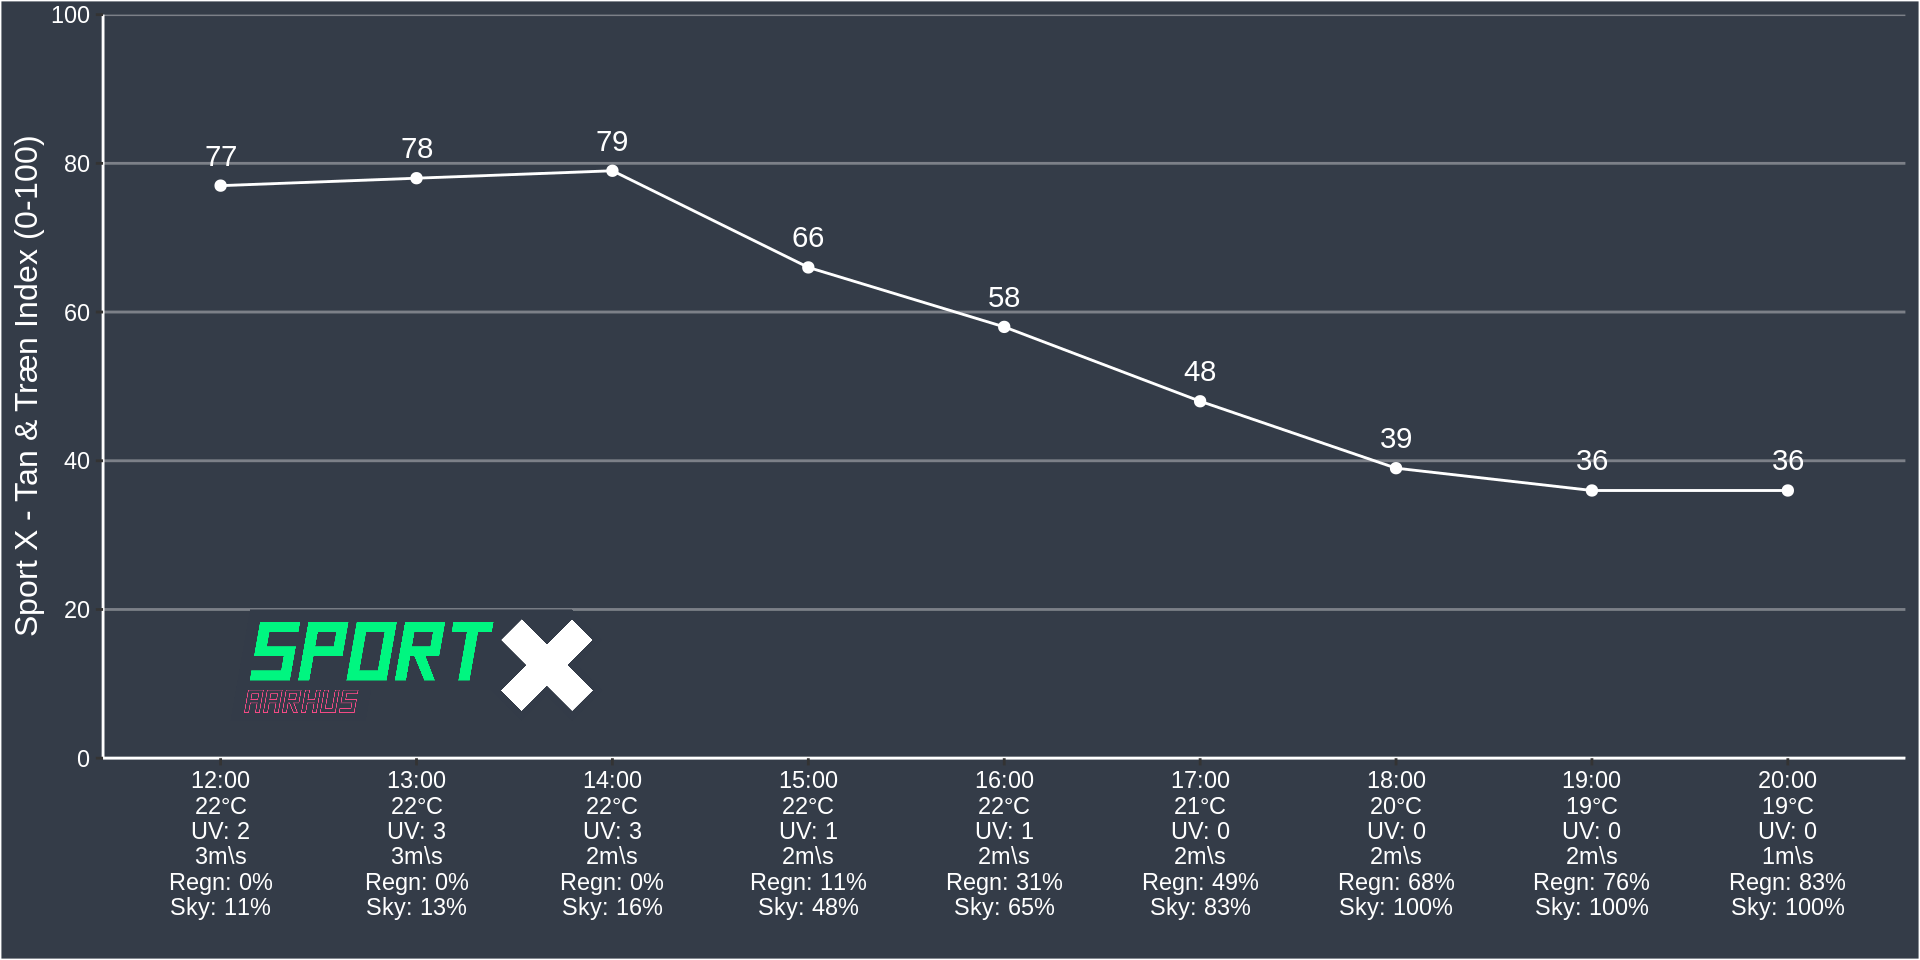 Sport X - Tan & Træn Index (0-100)
100
80
60
40
20
0
77
78
79
66
58
48
39
36
36
SPORT X
AARHUS
12:00 13:00 14:00 15:00 16:00 17:00 18:00 19:00 20:00
22°C 22°C 22°C 22°C 22°C 21°C 20°C 19°C 19°C
UV: 2 UV: 3 UV: 3 UV: 1 UV: 1 UV: 0 UV: 0 UV: 0 UV: 0
3m\s 3m\s 2m\s 2m\s 2m\s 2m\s 2m\s 2m\s 1m\s
Regn: 0% Regn: 0% Regn: 0% Regn: 11% Regn: 31% Regn: 49% Regn: 68% Regn: 76% Regn: 83%
Sky: 11% Sky: 13% Sky: 16% Sky: 48% Sky: 65% Sky: 83% Sky: 100% Sky: 100% Sky: 100%